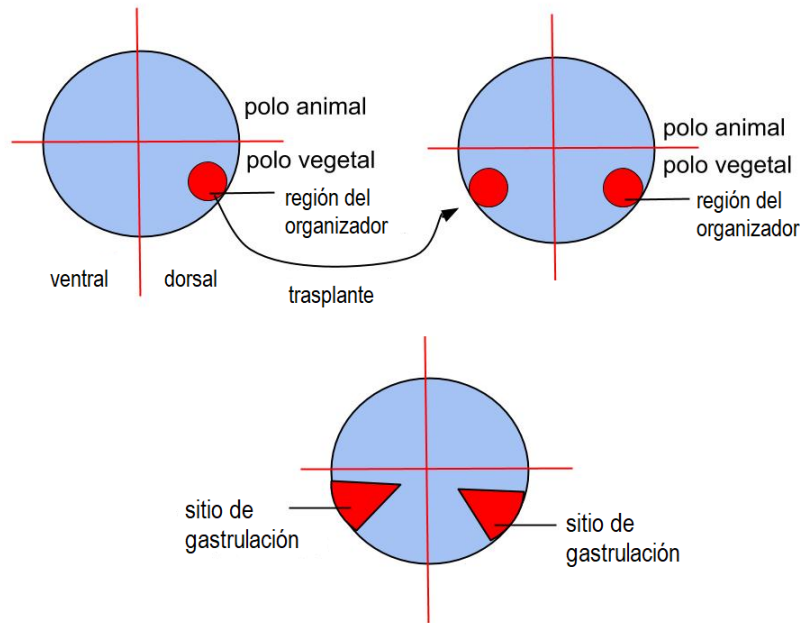 polo animal
polo vegetal
región del
organizador
ventral
dorsal
trasplante
polo animal
polo vegetal
región del
organizador
sitio de
gastrulación
sitio de
gastrulación